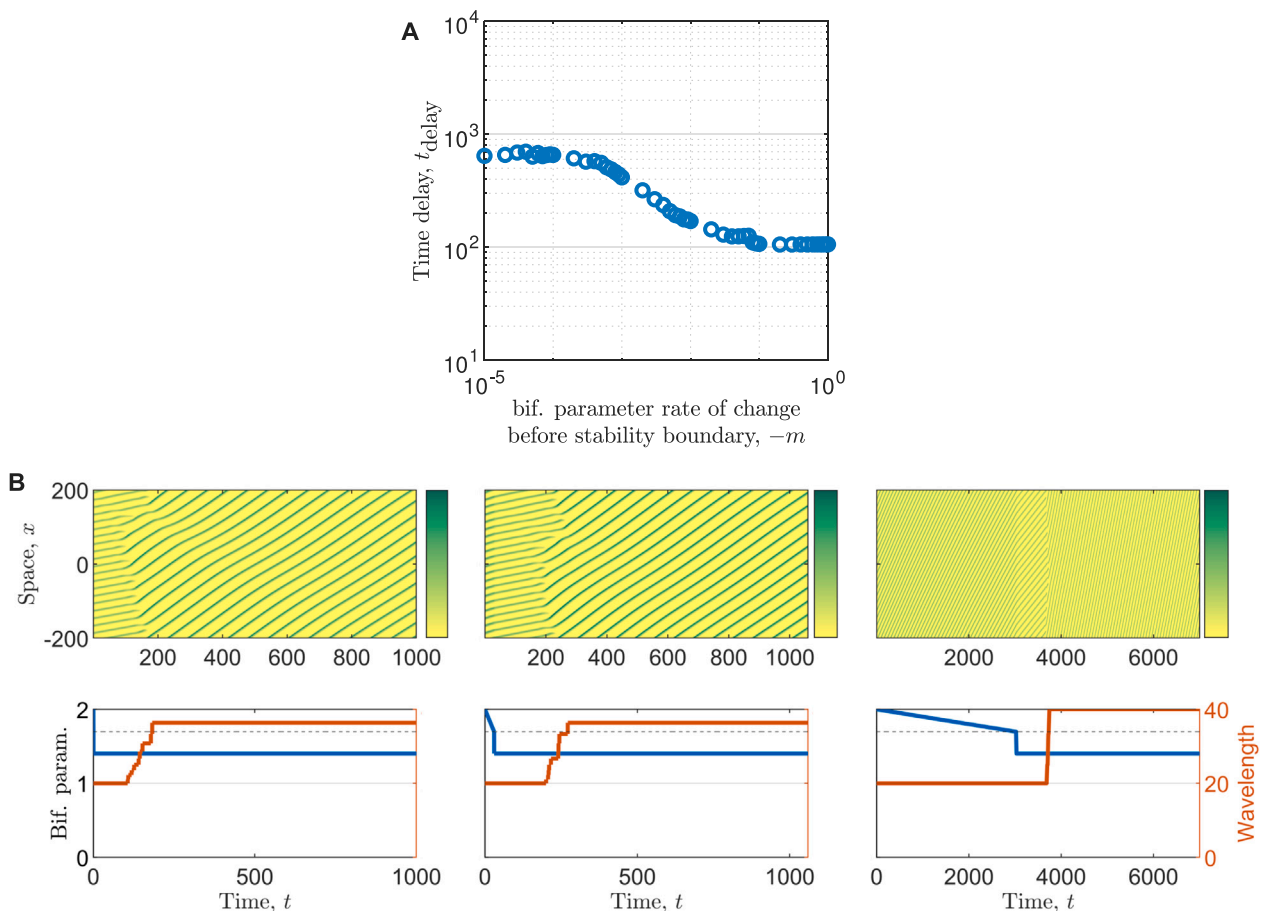 A
10^4
10^3
10^2
10^1
Time delay, t_delay
10^-5
10^0
bif. parameter rate of change
before stability boundary, −m
B
200
0
-200
Space, x
200 400 600 800 1000
200 400 600 800 1000
2000 4000 6000
2
1
0
Bif. param.
40
20
0
Wavelength
0 500 1000
0 500 1000
0 2000 4000 6000
Time, t
Time, t
Time, t